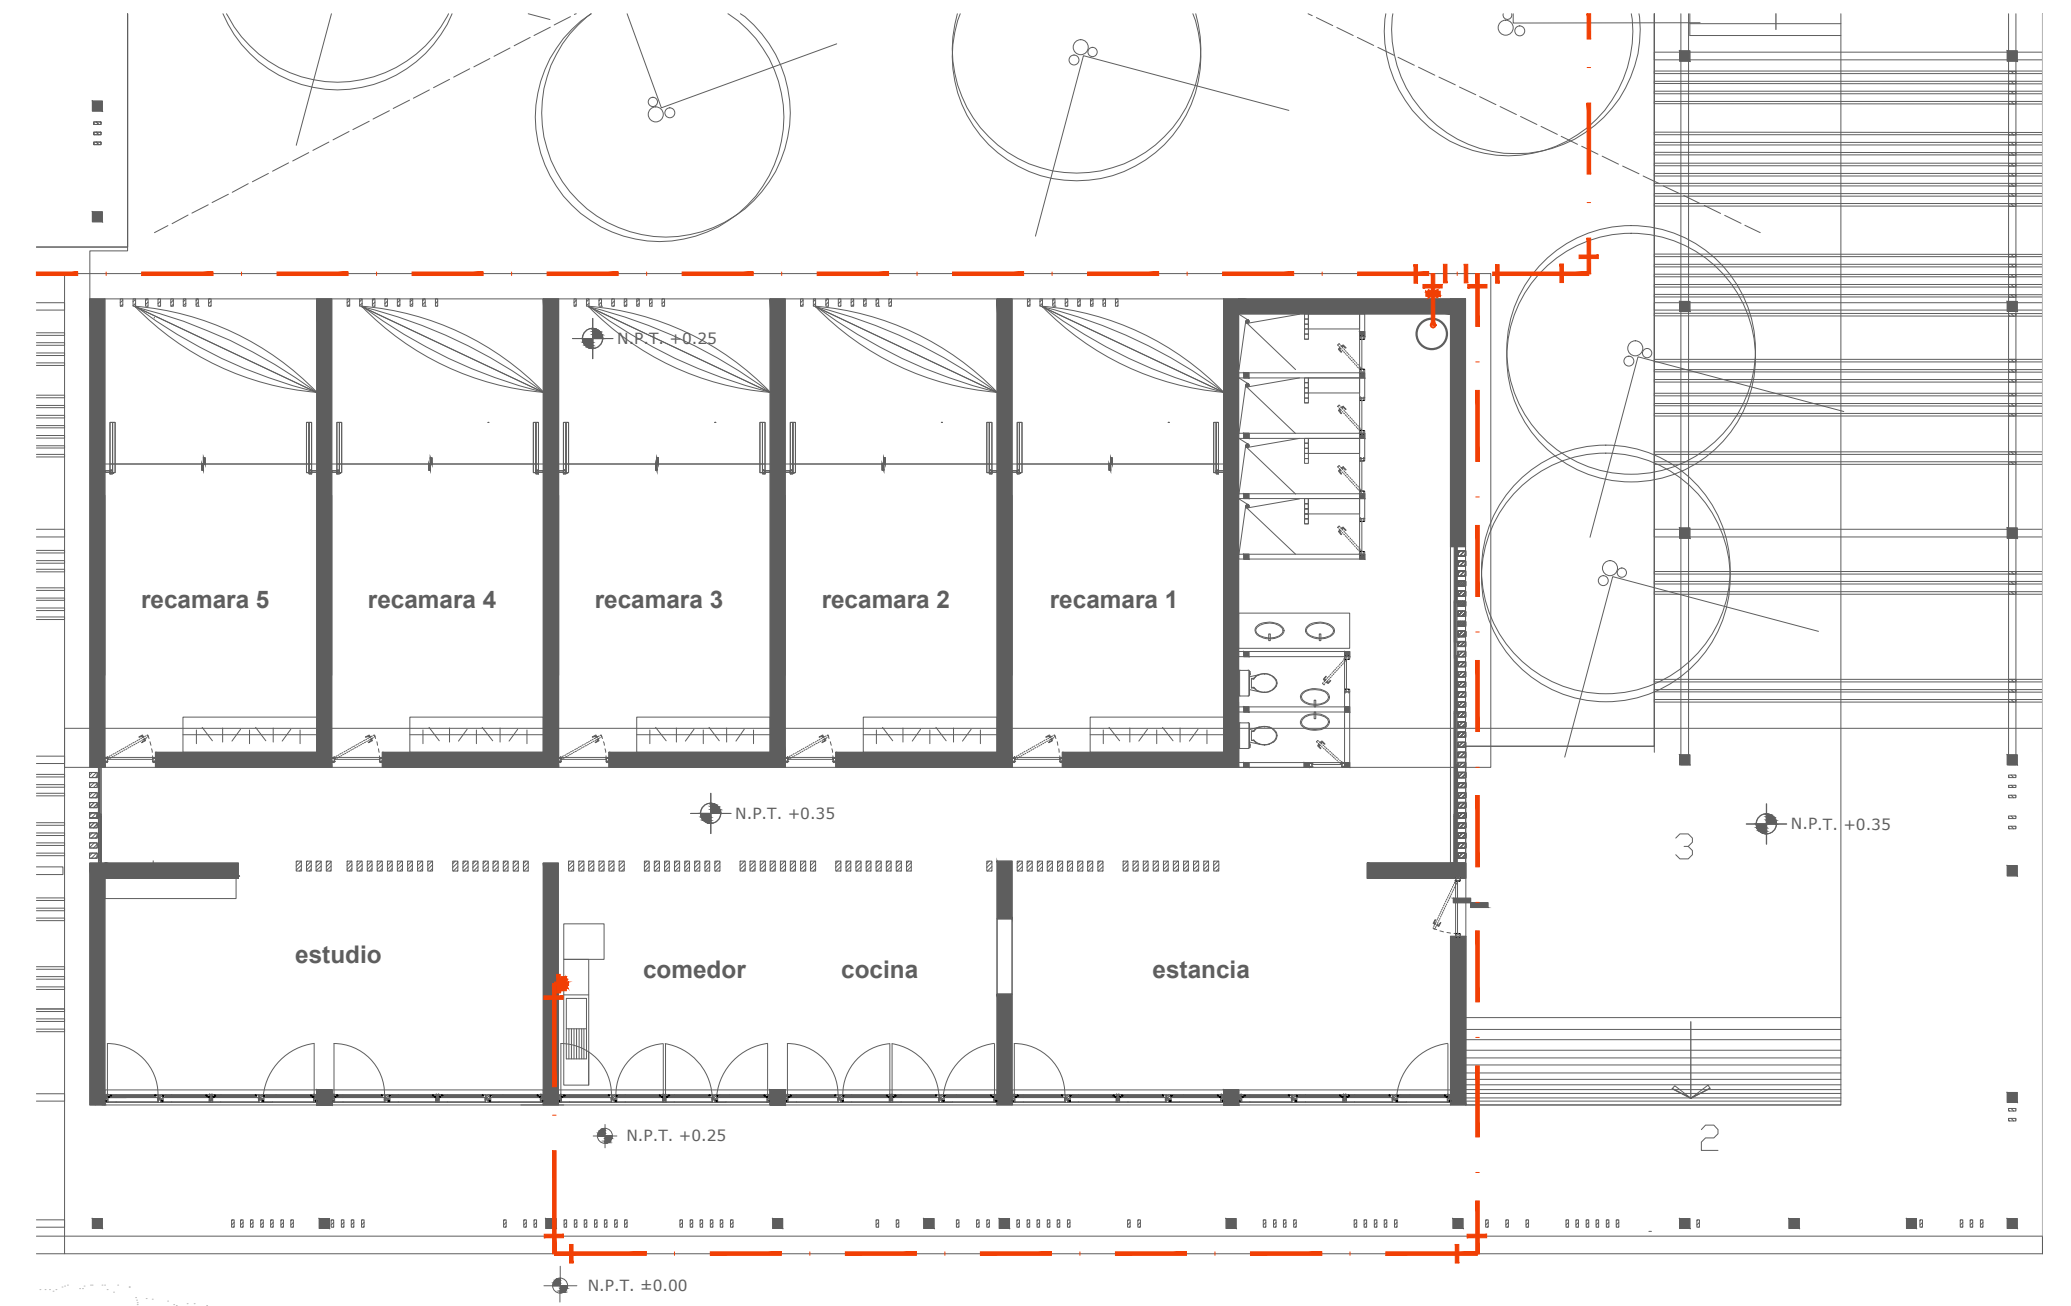 N.P.T. +0.25
recamara 5
recamara 4
recamara 3
recamara 2
recamara 1
N.P.T. +0.35
N.P.T. +0.35
3
estudio
comedor
cocina
estancia
N.P.T. +0.25
2
N.P.T. ±0.00